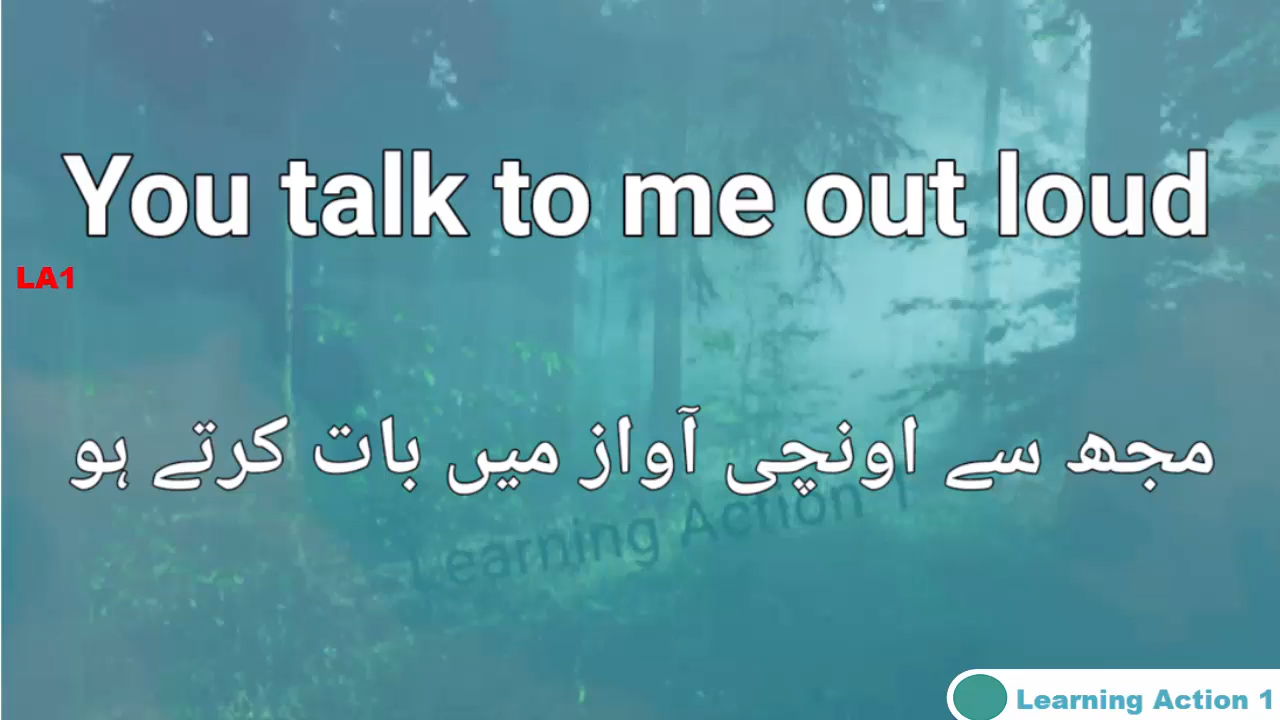 You talk to me out loud
LA1
مجھ سے اونچی آواز میں بات کرتے ہو
Learning Action 1
Learning Action 1